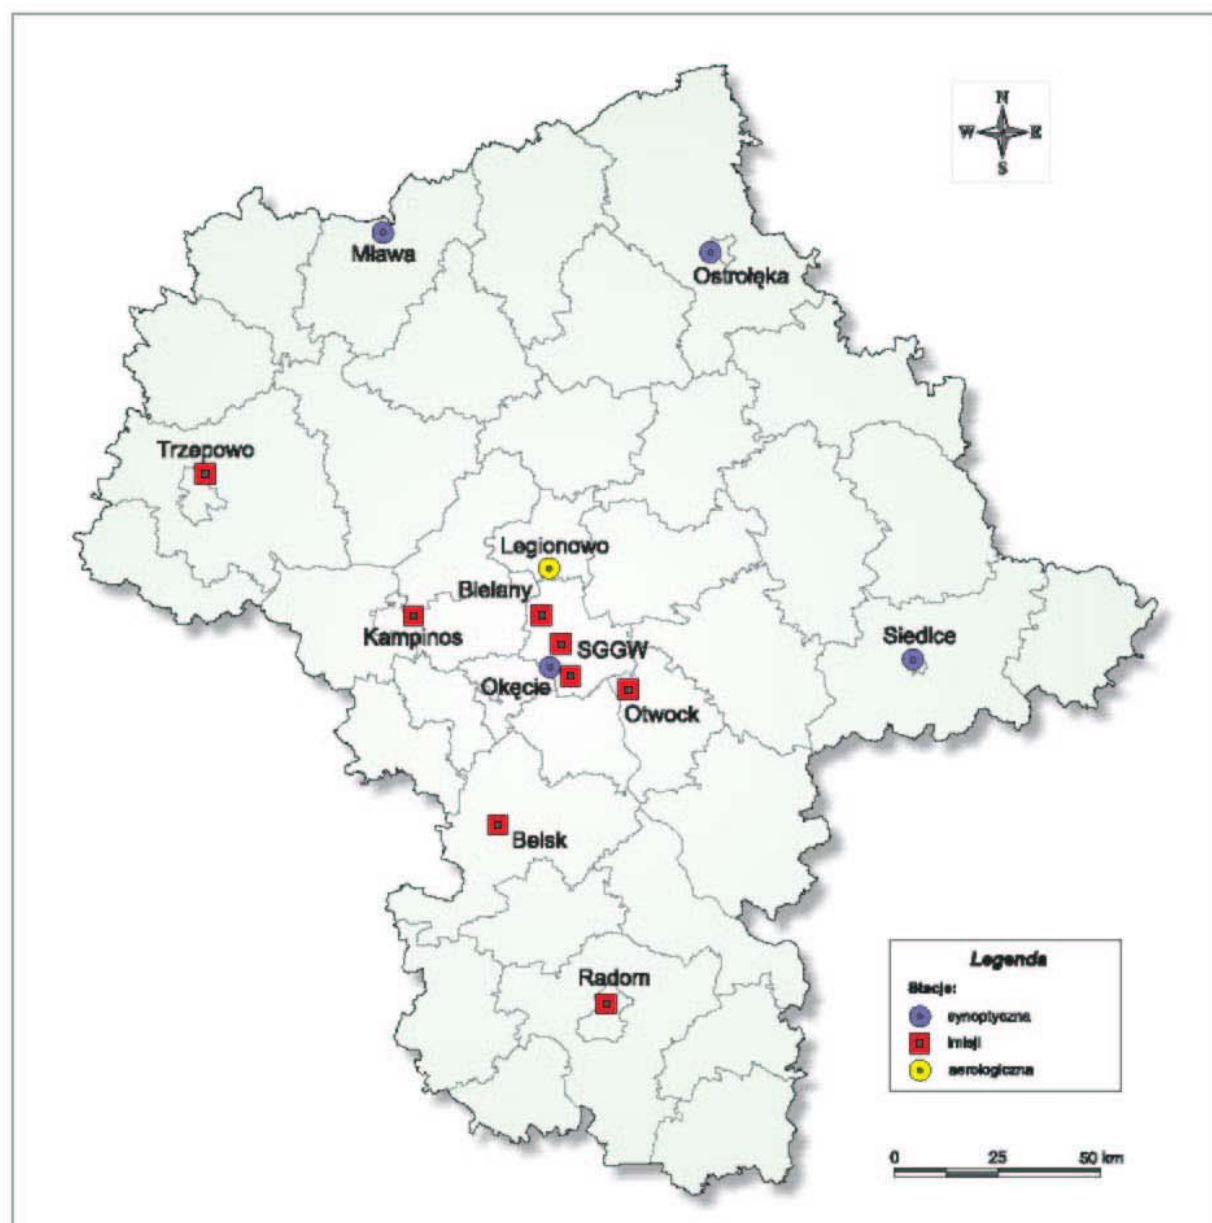 N
W E
S
Mława
Ostrołęka
Trzepowo
Legionowo
Bielany
Kampinos
SGGW
Siedlce
Okęcie
Otwock
Belsk
Radom
Legenda
Stacje:
synoptyczna
imisji
aerologiczna
0 25 50 km